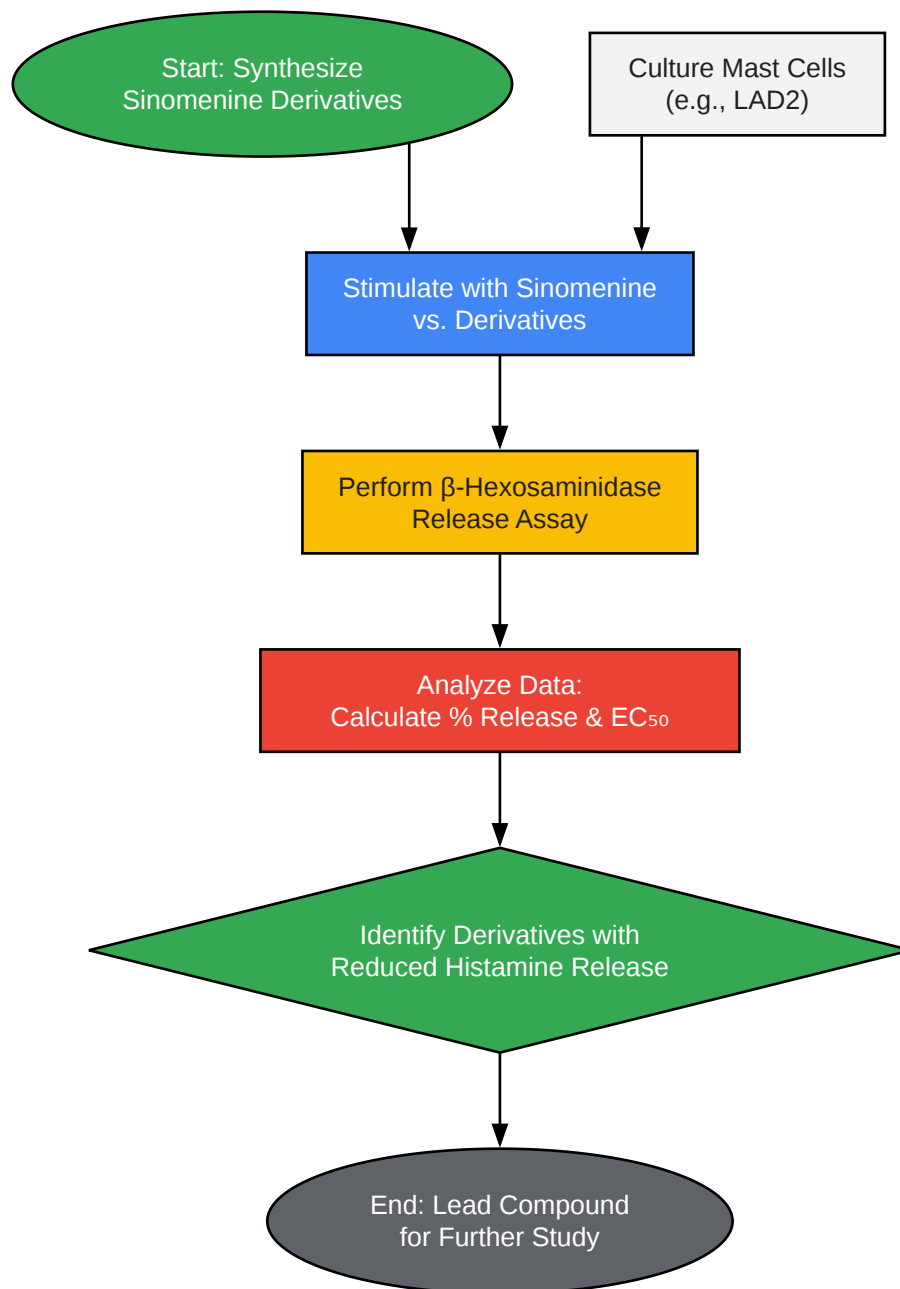 Start: Synthesize
Sinomenine Derivatives
Culture Mast Cells
(e.g., LAD2)
Stimulate with Sinomenine
vs. Derivatives
Perform β-Hexosaminidase
Release Assay
Analyze Data:
Calculate % Release & EC₅₀
Identify Derivatives with
Reduced Histamine Release
End: Lead Compound
for Further Study